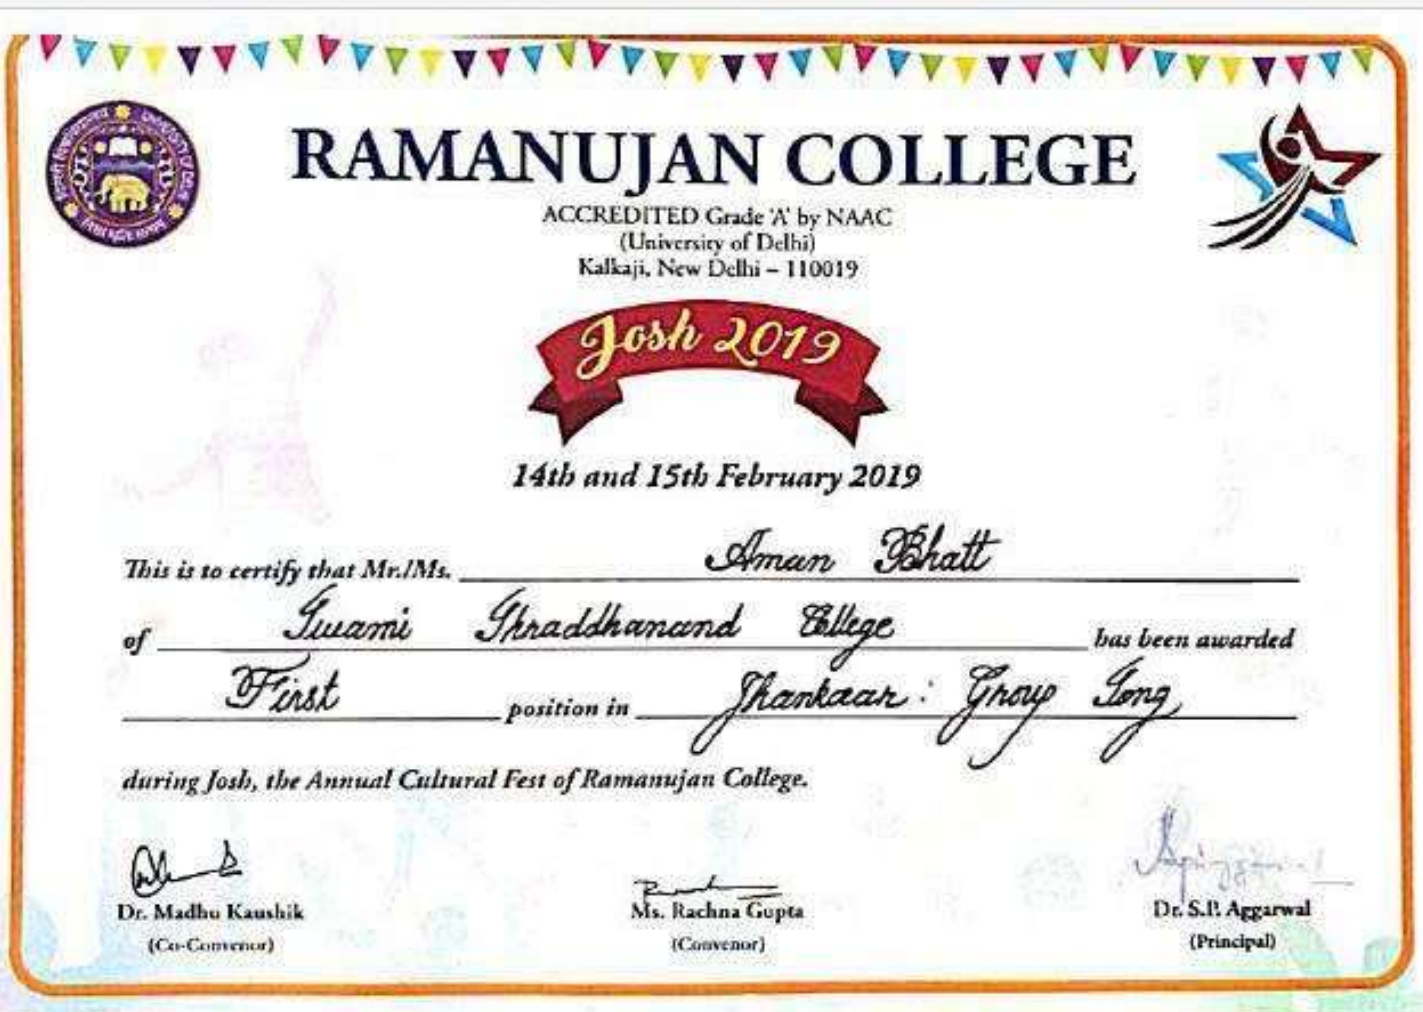 RAMANUJAN COLLEGE
ACCREDITED Grade 'A' by NAAC
(University of Delhi)
Kalkaji, New Delhi – 110019
Josh 2019
14th and 15th February 2019
This is to certify that Mr./Ms. Aman Bhatt
of Swami Shraddhanand College has been awarded
First position in Jhankaar: Group Song
during Josh, the Annual Cultural Fest of Ramanujan College.
Dr. Madhu Kaushik
(Co-Convenor)
Ms. Rachna Gupta
(Convenor)
Dr. S.P. Aggarwal
(Principal)